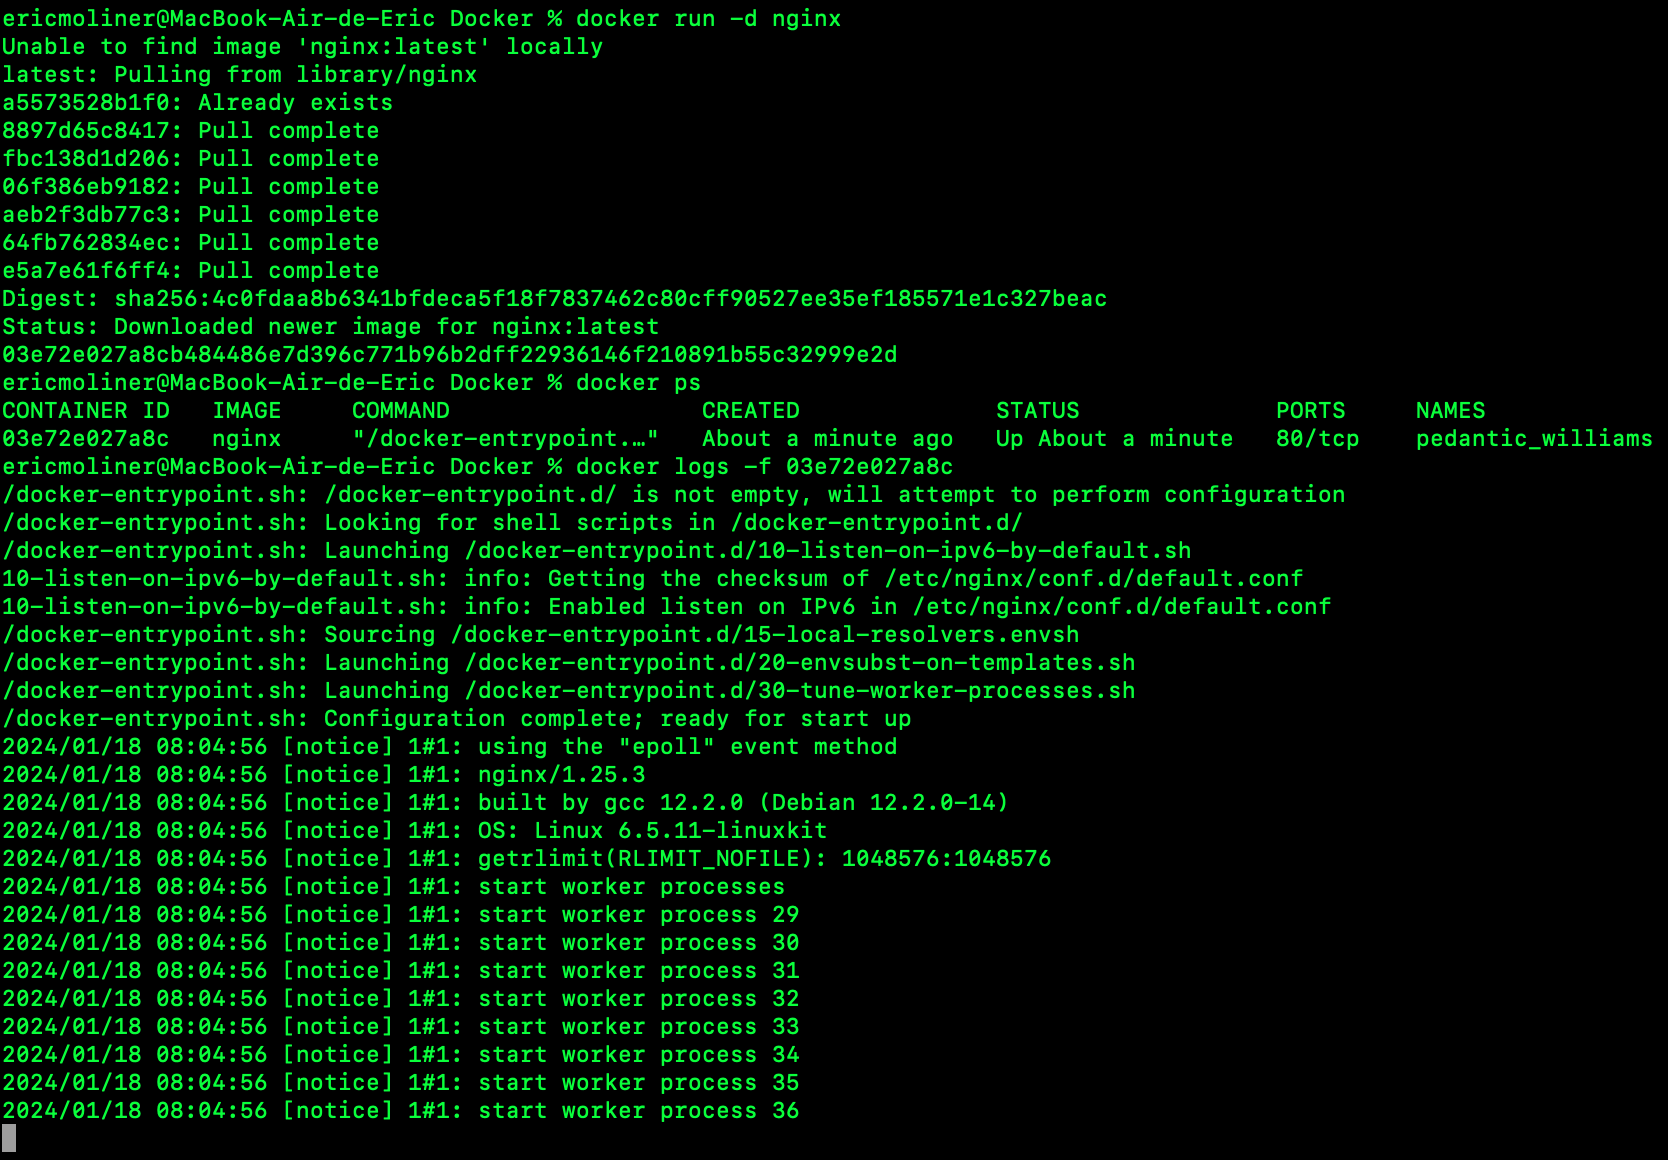 ericmoliner@MacBook-Air-de-Eric Docker % docker run -d nginx
Unable to find image 'nginx:latest' locally
latest: Pulling from library/nginx
a5573528b1f0: Already exists
8897d65c8417: Pull complete
fbc138d1d206: Pull complete
06f386eb9182: Pull complete
aeb2f3db77c3: Pull complete
64fb762834ec: Pull complete
e5a7e61f6ff4: Pull complete
Digest: sha256:4c0fdaa8b6341bfdeca5f18f7837462c80cff90527ee35ef185571e1c327beac
Status: Downloaded newer image for nginx:latest
03e72e027a8cb484486e7d396c771b96b2dff22936146f210891b55c32999e2d
ericmoliner@MacBook-Air-de-Eric Docker % docker ps
CONTAINER ID   IMAGE     COMMAND                  CREATED              STATUS              PORTS     NAMES
03e72e027a8c   nginx     "/docker-entrypoint.…"   About a minute ago   Up About a minute   80/tcp    pedantic_williams
ericmoliner@MacBook-Air-de-Eric Docker % docker logs -f 03e72e027a8c
/docker-entrypoint.sh: /docker-entrypoint.d/ is not empty, will attempt to perform configuration
/docker-entrypoint.sh: Looking for shell scripts in /docker-entrypoint.d/
/docker-entrypoint.sh: Launching /docker-entrypoint.d/10-listen-on-ipv6-by-default.sh
10-listen-on-ipv6-by-default.sh: info: Getting the checksum of /etc/nginx/conf.d/default.conf
10-listen-on-ipv6-by-default.sh: info: Enabled listen on IPv6 in /etc/nginx/conf.d/default.conf
/docker-entrypoint.sh: Sourcing /docker-entrypoint.d/15-local-resolvers.envsh
/docker-entrypoint.sh: Launching /docker-entrypoint.d/20-envsubst-on-templates.sh
/docker-entrypoint.sh: Launching /docker-entrypoint.d/30-tune-worker-processes.sh
/docker-entrypoint.sh: Configuration complete; ready for start up
2024/01/18 08:04:56 [notice] 1#1: using the "epoll" event method
2024/01/18 08:04:56 [notice] 1#1: nginx/1.25.3
2024/01/18 08:04:56 [notice] 1#1: built by gcc 12.2.0 (Debian 12.2.0-14)
2024/01/18 08:04:56 [notice] 1#1: OS: Linux 6.5.11-linuxkit
2024/01/18 08:04:56 [notice] 1#1: getrlimit(RLIMIT_NOFILE): 1048576:1048576
2024/01/18 08:04:56 [notice] 1#1: start worker processes
2024/01/18 08:04:56 [notice] 1#1: start worker process 29
2024/01/18 08:04:56 [notice] 1#1: start worker process 30
2024/01/18 08:04:56 [notice] 1#1: start worker process 31
2024/01/18 08:04:56 [notice] 1#1: start worker process 32
2024/01/18 08:04:56 [notice] 1#1: start worker process 33
2024/01/18 08:04:56 [notice] 1#1: start worker process 34
2024/01/18 08:04:56 [notice] 1#1: start worker process 35
2024/01/18 08:04:56 [notice] 1#1: start worker process 36